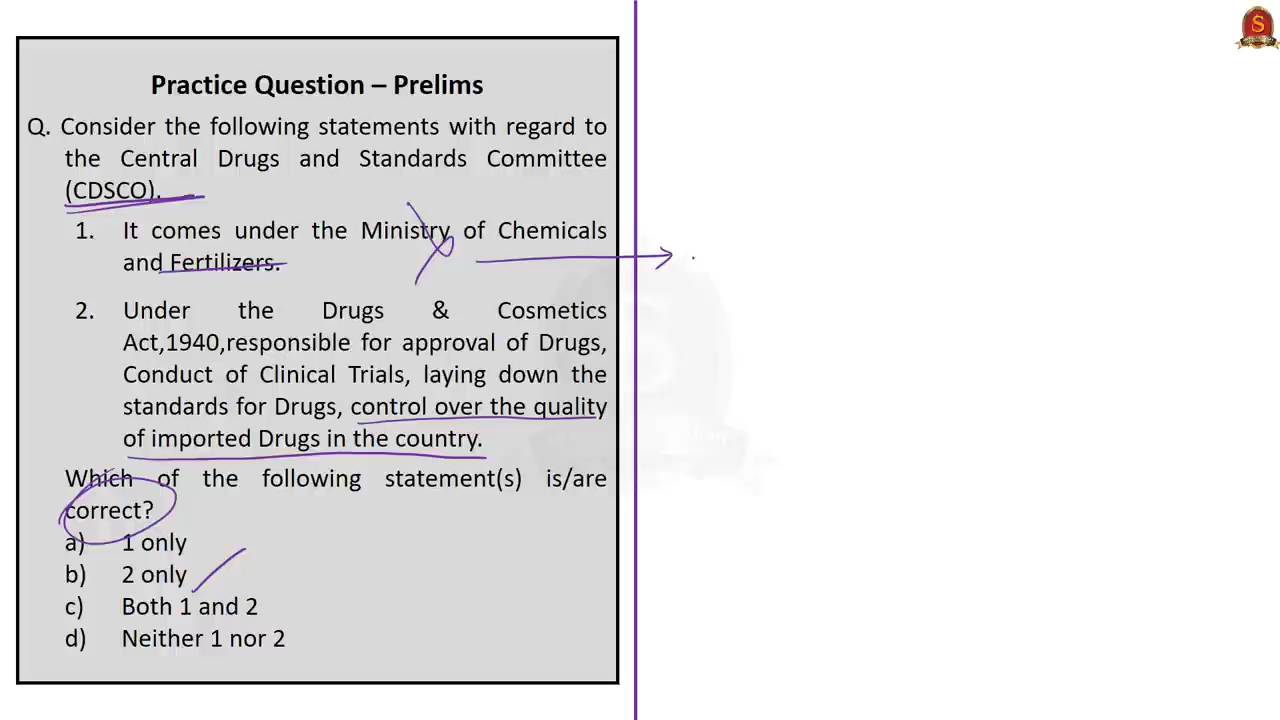 Practice Question – Prelims
Q. Consider the following statements with regard to
the Central Drugs and Standards Committee
(CDSCO).
1. It comes under the Ministry of Chemicals
and Fertilizers.
2. Under the Drugs & Cosmetics
Act,1940,responsible for approval of Drugs,
Conduct of Clinical Trials, laying down the
standards for Drugs, control over the quality
of imported Drugs in the country.
Which of the following statement(s) is/are
correct?
a) 1 only
b) 2 only
c) Both 1 and 2
d) Neither 1 nor 2
S